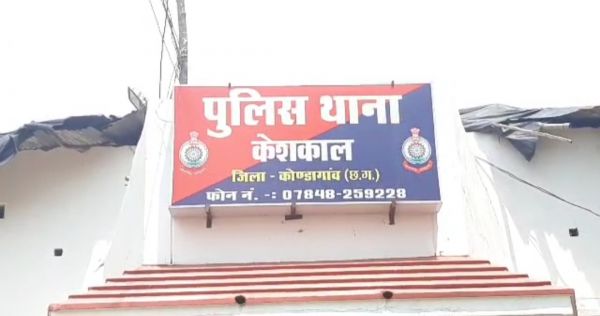 पुलिस थाना
केशकाल
जिला - कोण्डागांव (छ.ग.)
फोन नं. -: 07848-259228